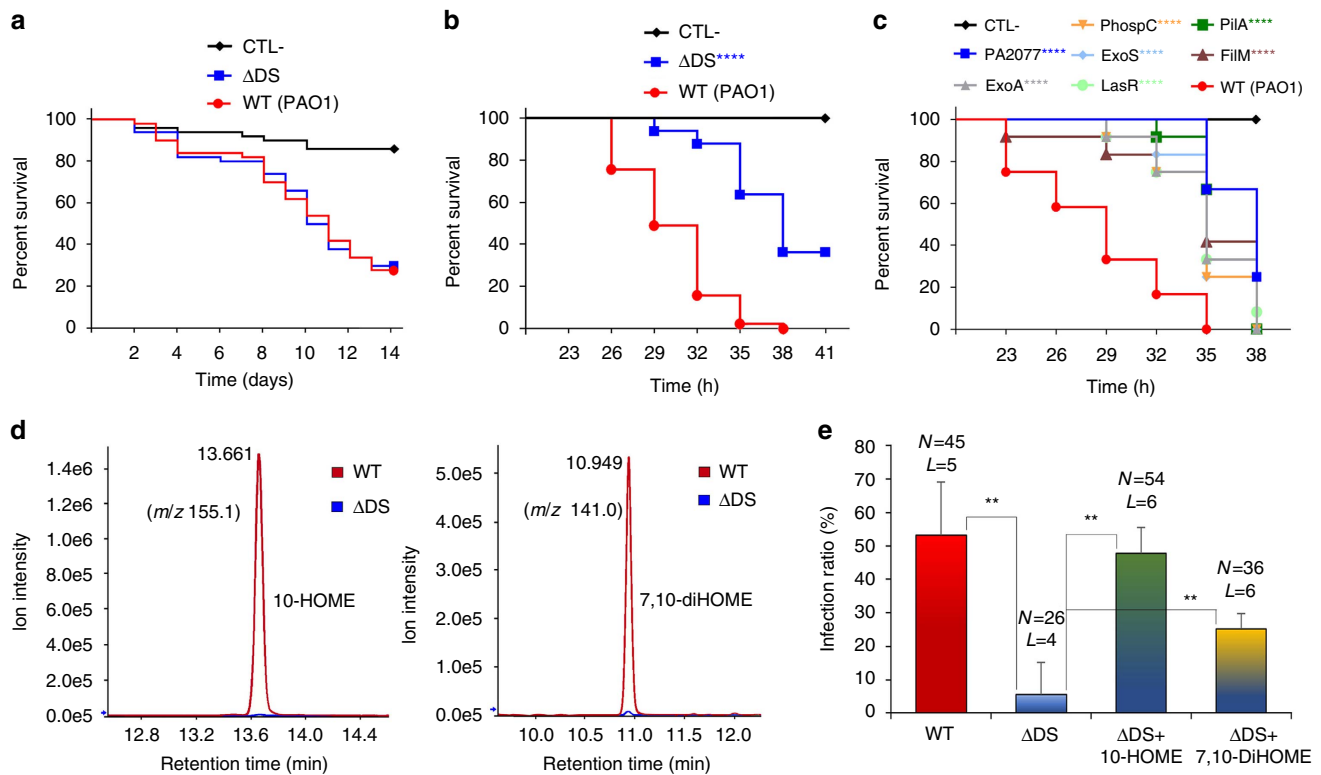 a
CTL-
ΔDS
WT (PAO1)
Percent survival
100
80
60
40
20
0
2 4 6 8 10 12 14
Time (days)
b
CTL-
ΔDS****
WT (PAO1)
Percent survival
100
80
60
40
20
0
23 26 29 32 35 38 41
Time (h)
c
CTL- PhospC**** PilA****
PA2077**** ExoS**** FilM****
ExoA**** LasR**** WT (PAO1)
Percent survival
100
80
60
40
20
0
23 26 29 32 35 38
Time (h)
d
Ion intensity
1.4e6
1.2e6
1.0e6
8.0e5
6.0e5
4.0e5
2.0e5
0.0e5
13.661
(m/z 155.1)
WT
ΔDS
10-HOME
12.8 13.2 13.6 14.0 14.4
Retention time (min)
Ion intensity
5.0e5
4.0e5
3.0e5
2.0e5
1.0e5
0.0e5
10.949
(m/z 141.0)
WT
ΔDS
7,10-diHOME
10.0 10.5 11.0 11.5 12.0
Retention time (min)
e
Infection ratio (%)
80
70
60
50
40
30
20
10
0
N=45
L=5
**
N=26
L=4
**
N=54
L=6
**
N=36
L=6
WT
ΔDS
ΔDS+
10-HOME
ΔDS+
7,10-DiHOME